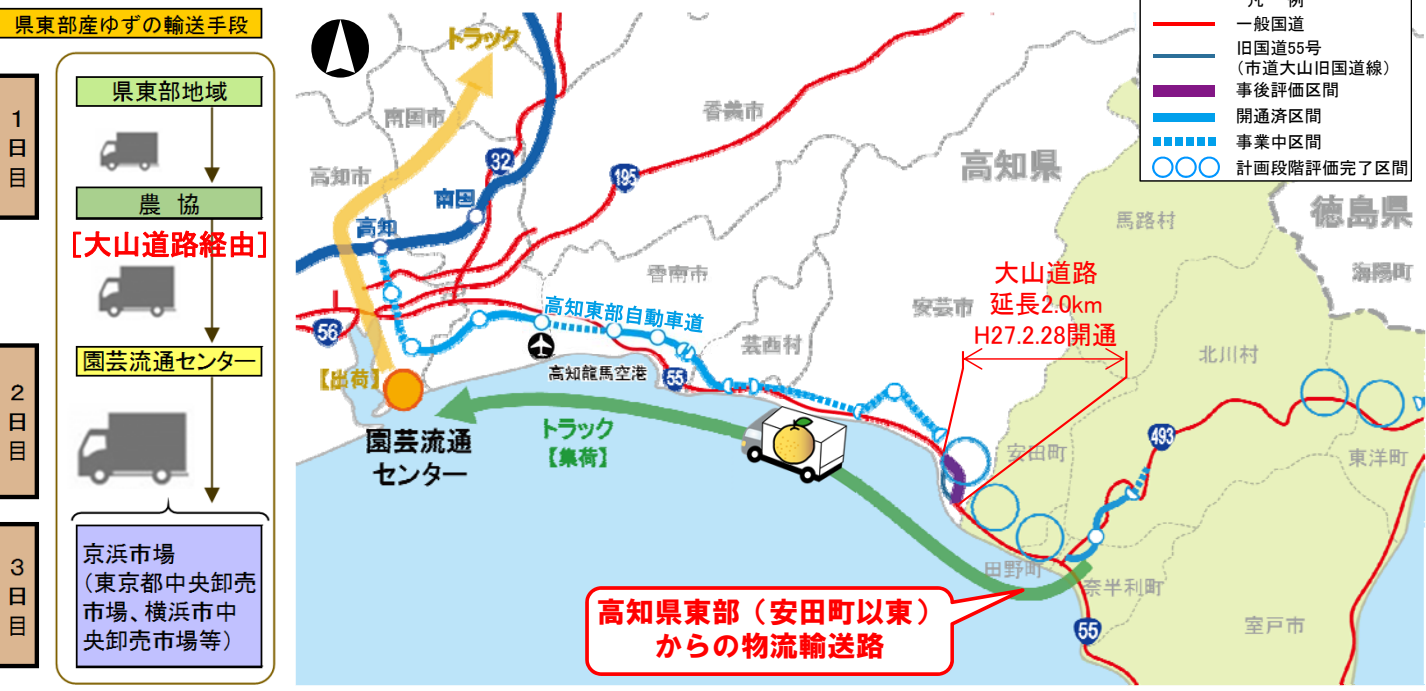 県東部産ゆずの輸送手段
1
日
目
2
日
目
3
日
目
県東部地域
農 協
[大山道路経由]
園芸流通センター
京浜市場
(東京都中央卸売
市場、横浜市中
央卸売市場等)
凡 例
一般国道
旧国道55号
(市道大山旧国道線)
事後評価区間
開通済区間
事業中区間
計画段階評価完了区間
トラック
南国市
香美市
高知県
高知市
32
195
南国
高知
馬路村
徳島県
海陽町
香南市
大山道路
延長2.0km
H27.2.28開通
安芸市
高知東部自動車道
56
芸西村
北川村
【出荷】
高知龍馬空港
55
園芸流通
センター
トラック
【集荷】
安田町
493
東洋町
田野町
奈半利町
高知県東部(安田町以東)
からの物流輸送路
55
室戸市